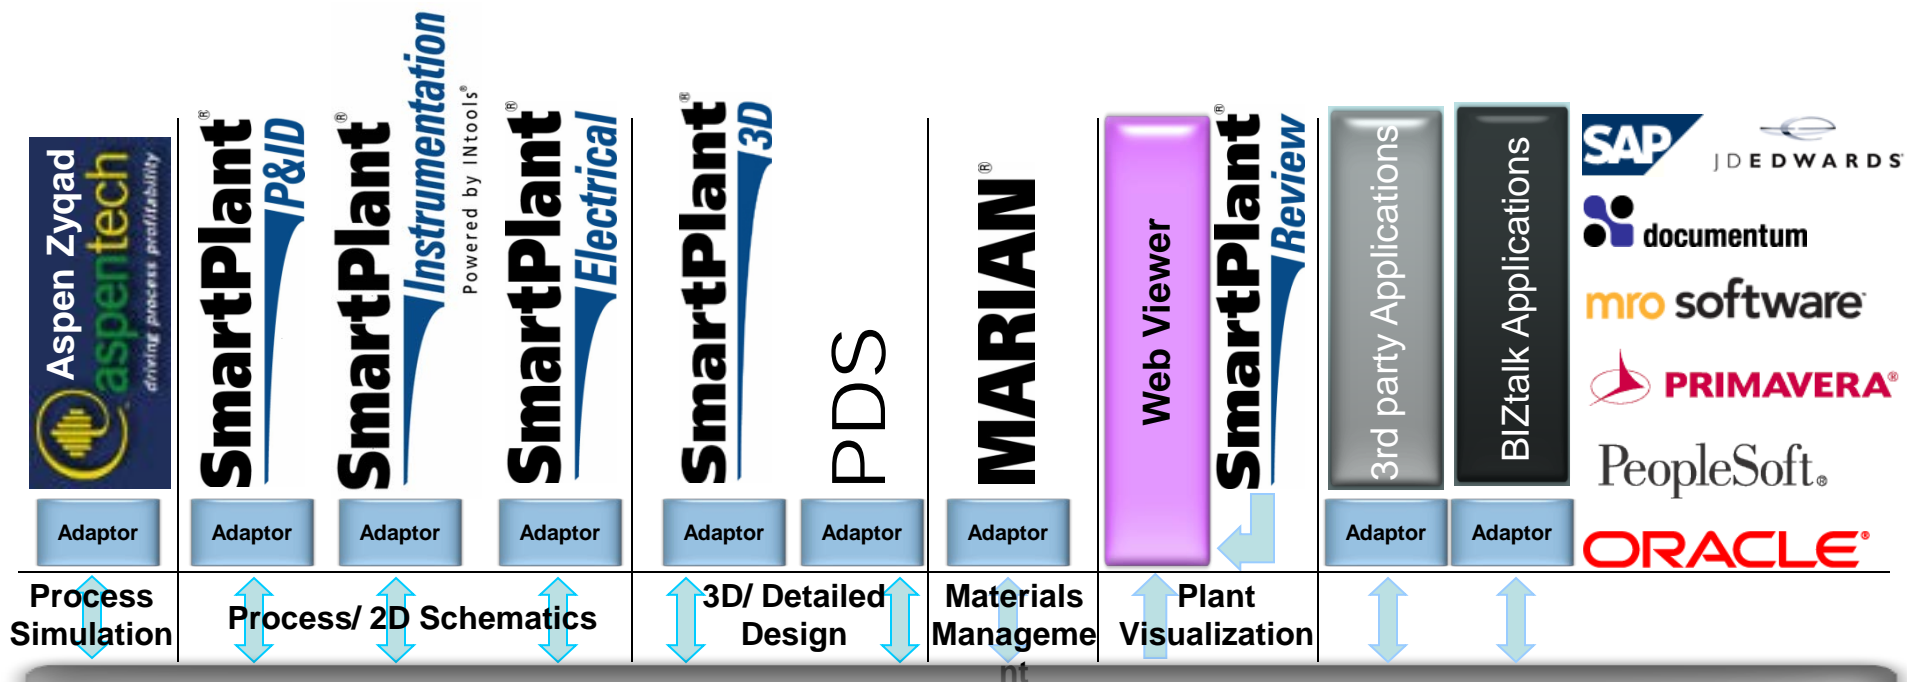 Aspen Zyqad
aspentech
driving process profitability
SmartPlant®
P&ID
SmartPlant®
Instrumentation
Powered by INtools®
SmartPlant®
Electrical
SmartPlant®
3D
PDS
MARIAN®
Web Viewer
SmartPlant®
Review
3rd party Applications
BIZtalk Applications
SAP
JDEDWARDS
documentum
mro software
PRIMAVERA®
PeopleSoft®
ORACLE®
Adaptor
Adaptor
Adaptor
Adaptor
Adaptor
Adaptor
Adaptor
Adaptor
Adaptor
Process
Simulation
Process/ 2D Schematics
3D/ Detailed
Design
Materials
Manageme
nt
Plant
Visualization